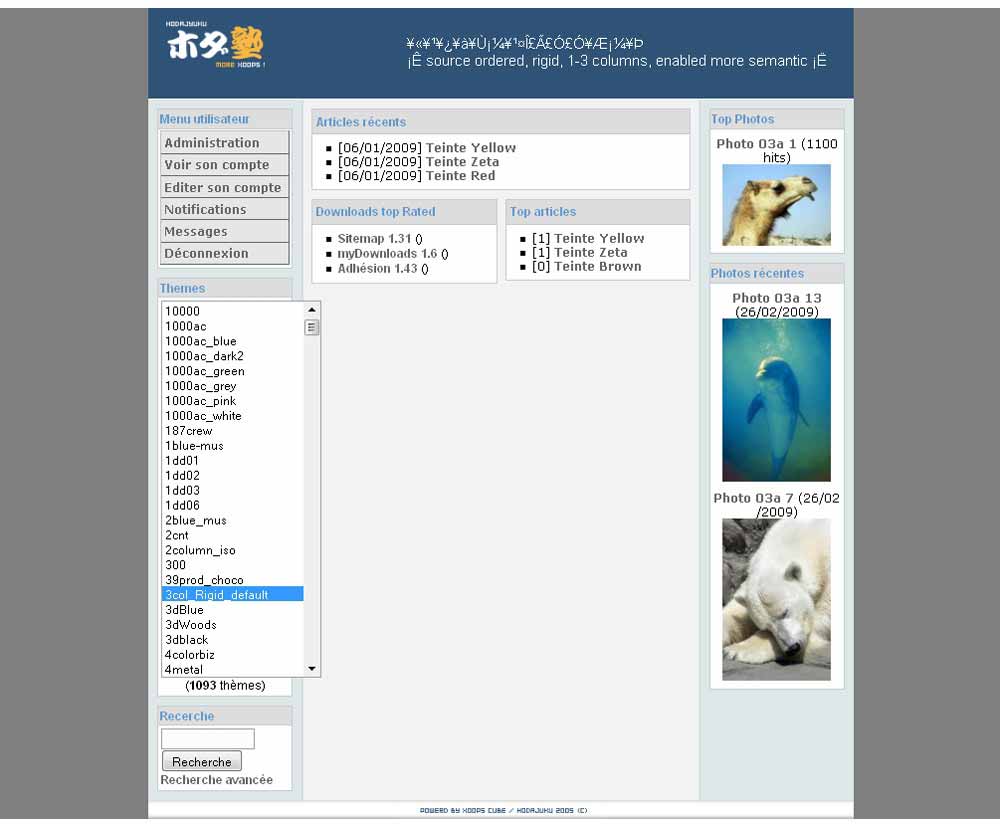 HODAJYUKU
ホダ塾
MORE XOOPS !
¥«¥¹¥¿¥à¥Ù¡¼¥¹¤Î£Ã£Ó£Ó¥Æ¡¼¥Þ
¡Ê source ordered, rigid, 1-3 columns, enabled more semantic ¡Ë
Menu utilisateur
Administration
Voir son compte
Editer son compte
Notifications
Messages
Déconnexion
Themes
10000
1000ac
1000ac_blue
1000ac_dark2
1000ac_green
1000ac_grey
1000ac_pink
1000ac_white
187crew
1blue-mus
1dd01
1dd02
1dd03
1dd06
2blue_mus
2cnt
2column_iso
300
39prod_choco
3col_Rigid_default
3dBlue
3dWoods
3dblack
4colorbiz
4metal
(1093 thèmes)
Recerche
Recherche
Recherche avancée
Articles récents
[06/01/2009] Teinte Yellow
[06/01/2009] Teinte Zeta
[06/01/2009] Teinte Red
Downloads top Rated
Sitemap 1.31 ()
myDownloads 1.6 ()
Adhésion 1.43 ()
Top articles
[1] Teinte Yellow
[1] Teinte Zeta
[0] Teinte Brown
Top Photos
Photo 03a 1 (1100
hits)
Photos récentes
Photo 03a 13
(26/02/2009)
Photo 03a 7 (26/02
/2009)
POWERD BY XOOPS CUBE / HODAJUKU 2005 (C)